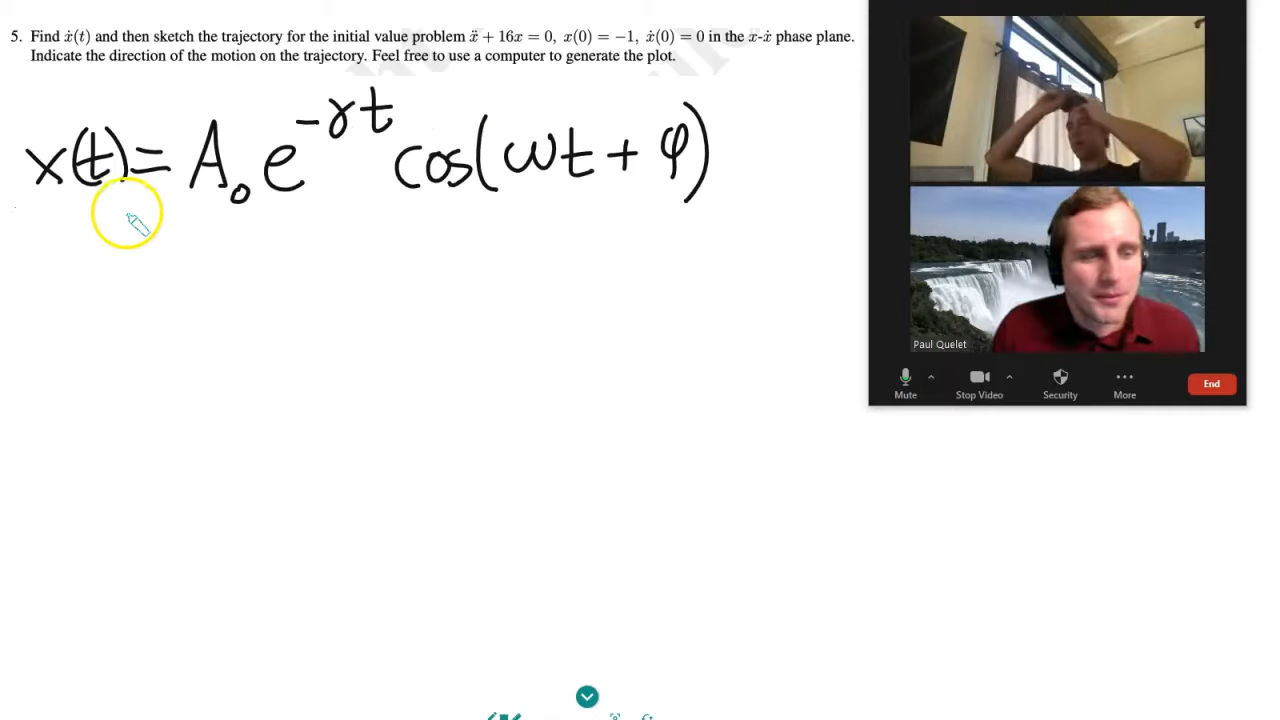 5. Find ẋ(t) and then sketch the trajectory for the initial value problem ẍ + 16x = 0, x(0) = −1, ẋ(0) = 0 in the x-ẋ phase plane.
Indicate the direction of the motion on the trajectory. Feel free to use a computer to generate the plot.
x(t) = A₀ e^(−γt) cos(ωt + φ)
Paul Quelet
Mute
Stop Video
Security
More
End